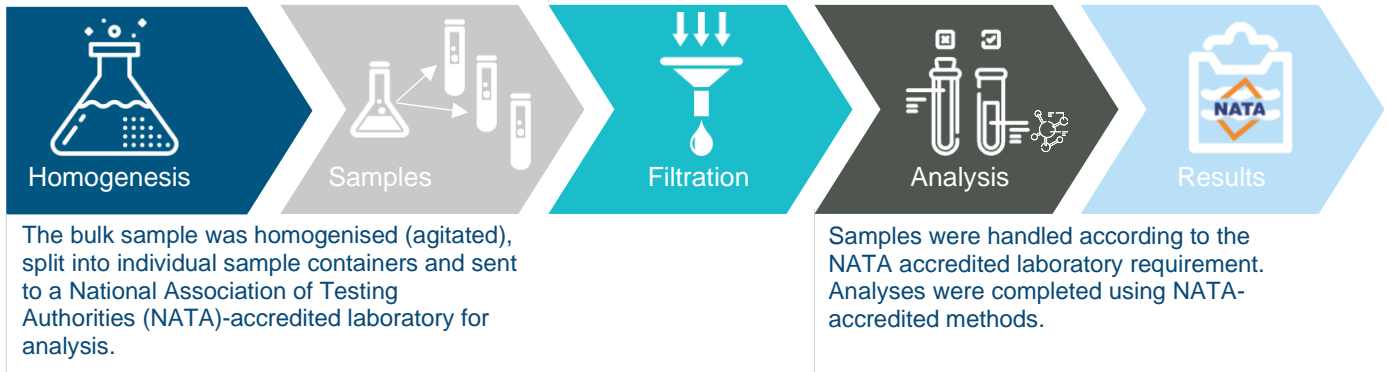 NATA
Homogenesis
Samples
Filtration
Analysis
Results
The bulk sample was homogenised (agitated),
split into individual sample containers and sent
to a National Association of Testing
Authorities (NATA)-accredited laboratory for
analysis.
Samples were handled according to the
NATA accredited laboratory requirement.
Analyses were completed using NATA-
accredited methods.